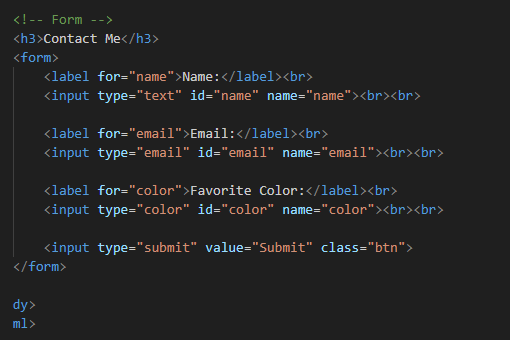 <!-- Form -->
<h3>Contact Me</h3>
<form>
<label for="name">Name:</label><br>
<input type="text" id="name" name="name"><br><br>
<label for="email">Email:</label><br>
<input type="email" id="email" name="email"><br><br>
<label for="color">Favorite Color:</label><br>
<input type="color" id="color" name="color"><br><br>
<input type="submit" value="Submit" class="btn">
</form>
dy>
ml>